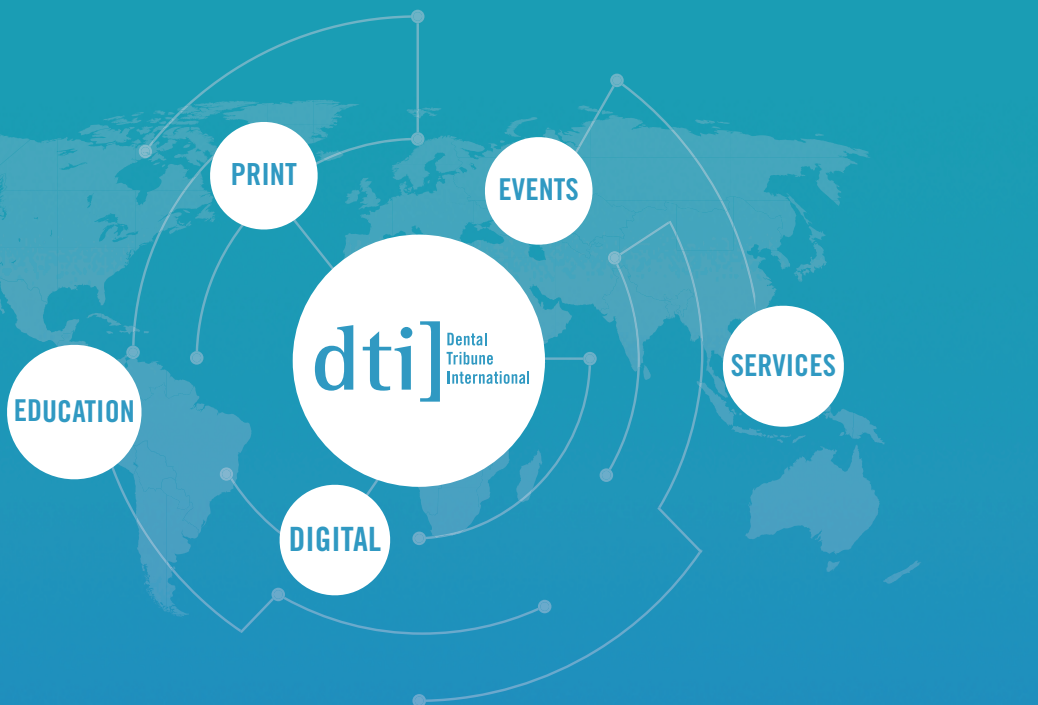 PRINT
EVENTS
dti]
Dental
Tribune
International
SERVICES
EDUCATION
DIGITAL